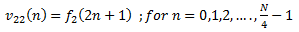 v₂₂(n) = f₂(2n + 1) ; for n = 0,1,2, … . , N/4 − 1